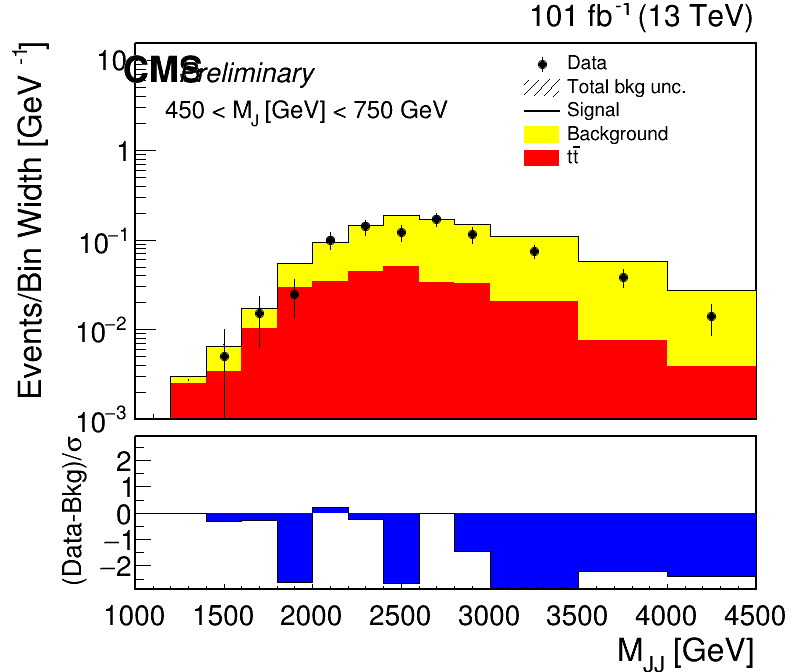 101 fb⁻¹ (13 TeV)
CMS Preliminary
450 < M_J [GeV] < 750 GeV
Data
Total bkg unc.
Signal
Background
tt̄
Events/Bin Width [GeV⁻¹]
10
1
10⁻¹
10⁻²
10⁻³
(Data-Bkg)/σ
2
1
0
−1
−2
1000 1500 2000 2500 3000 3500 4000 4500
M_JJ [GeV]